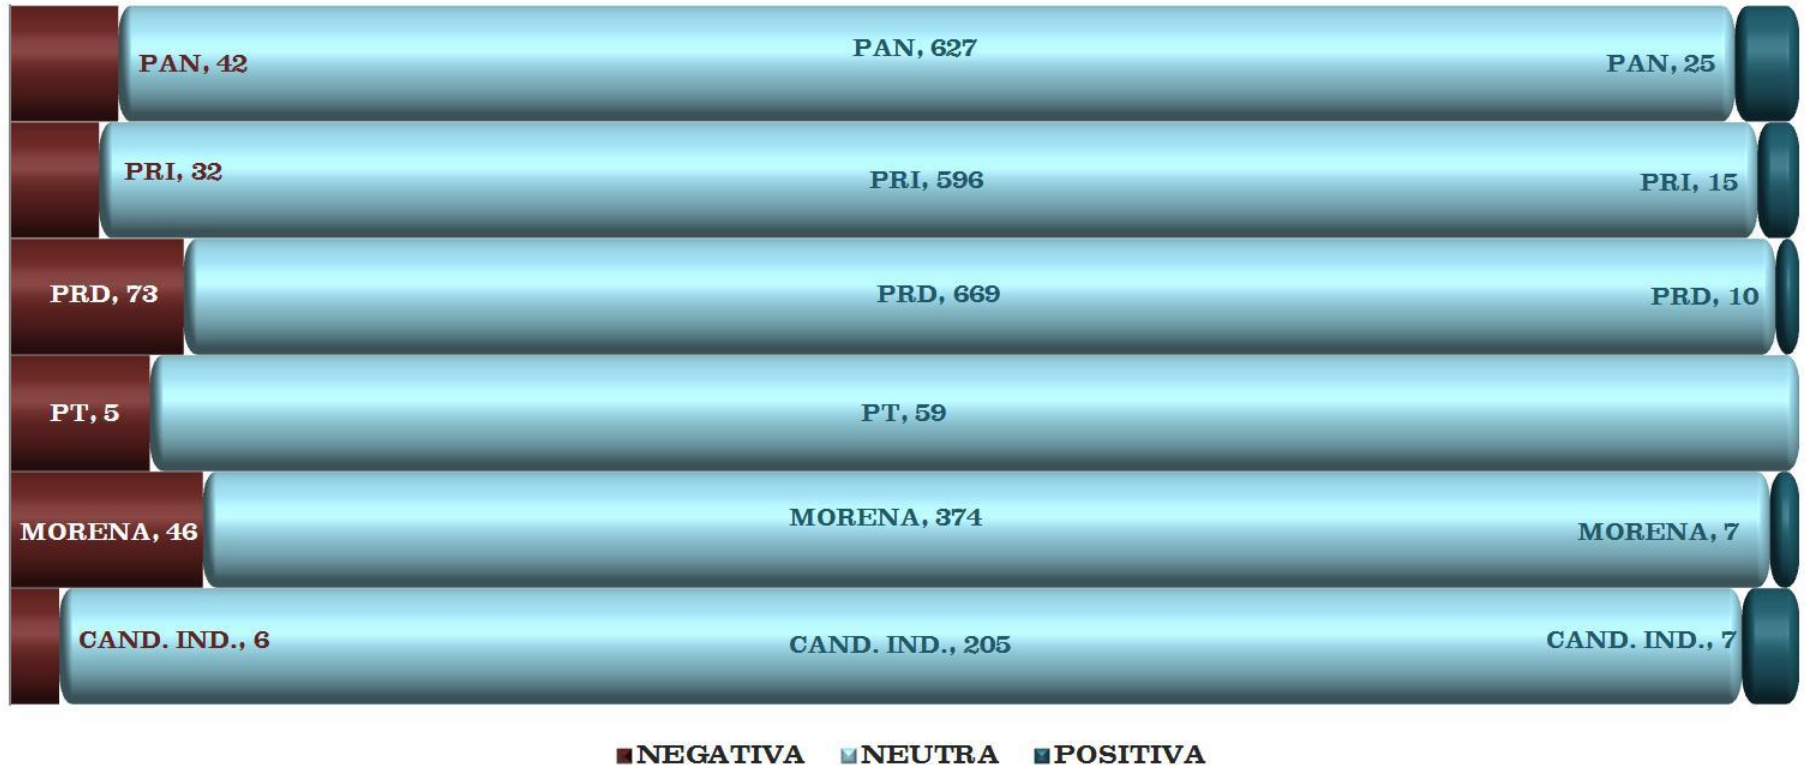 PAN, 42
PAN, 627
PAN, 25
PRI, 32
PRI, 596
PRI, 15
PRD, 73
PRD, 669
PRD, 10
PT, 5
PT, 59
MORENA, 46
MORENA, 374
MORENA, 7
CAND. IND., 6
CAND. IND., 205
CAND. IND., 7
NEGATIVA
NEUTRA
POSITIVA